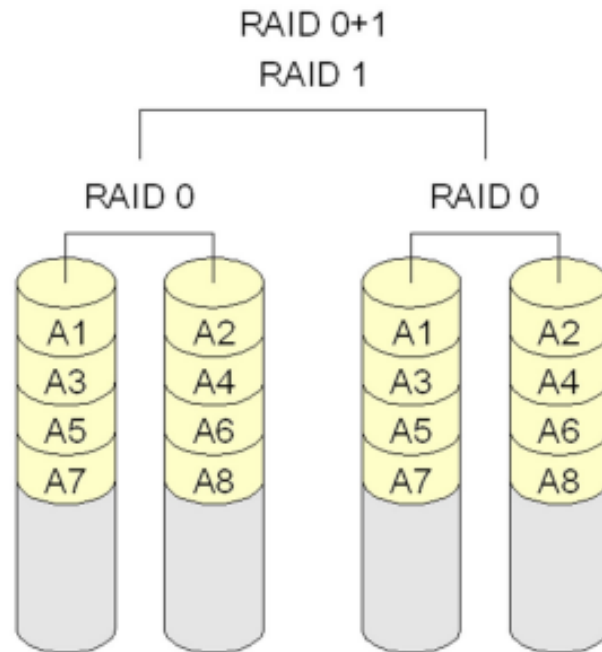 RAID 0+1
RAID 1
RAID 0 RAID 0
A1 A2 A1 A2
A3 A4 A3 A4
A5 A6 A5 A6
A7 A8 A7 A8